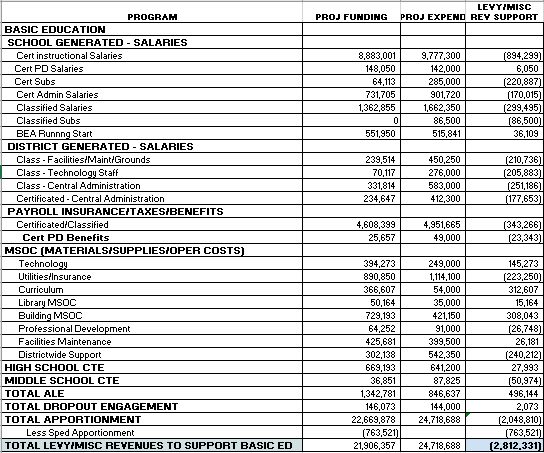 PROGRAM PROJ FUNDING PROJ EXPEND LEVY/MISC REV SUPPORT
BASIC EDUCATION
SCHOOL GENERATED - SALARIES
Cert instructional Salaries 8,883,001 9,777,300 (894,299)
Cert PD Salaries 148,050 142,000 6,050
Cert Subs 64,113 285,000 (220,887)
Cert Admin Salaries 731,705 901,720 (170,015)
Classified Salaries 1,362,855 1,662,350 (299,495)
Classified Subs 0 86,500 (86,500)
BEA Runnng Start 551,950 515,841 36,109
DISTRICT GENERATED - SALARIES
Class - Facilities/Maint/Grounds 239,514 450,250 (210,736)
Class - Technology Staff 70,117 276,000 (205,883)
Class - Central Administration 331,814 583,000 (251,186)
Certificated - Central Administration 234,647 412,300 (177,653)
PAYROLL INSURANCE/TAXES/BENEFITS
Certificated/Classified 4,608,399 4,951,665 (343,266)
Cert PD Benefits 25,657 49,000 (23,343)
MSOC (MATERIALS/SUPPLIES/OPER COSTS)
Technology 394,273 249,000 145,273
Utilities/Insurance 890,850 1,114,100 (223,250)
Curriculum 366,607 54,000 312,607
Library MSOC 50,164 35,000 15,164
Building MSOC 729,193 421,150 308,043
Professional Development 64,252 91,000 (26,748)
Facilities Maintenance 425,681 399,500 26,181
Districtwide Support 302,138 542,350 (240,212)
HIGH SCHOOL CTE 669,193 641,200 27,993
MIDDLE SCHOOL CTE 36,851 87,825 (50,974)
TOTAL ALE 1,342,781 846,637 496,144
TOTAL DROPOUT ENGAGEMENT 146,073 144,000 2,073
TOTAL APPORTIONMENT 22,669,878 24,718,688 (2,048,810)
Less Sped Apportionment (763,521) (763,521)
TOTAL LEVY/MISC REVENUES TO SUPPORT BASIC ED 21,906,357 24,718,688 (2,812,331)